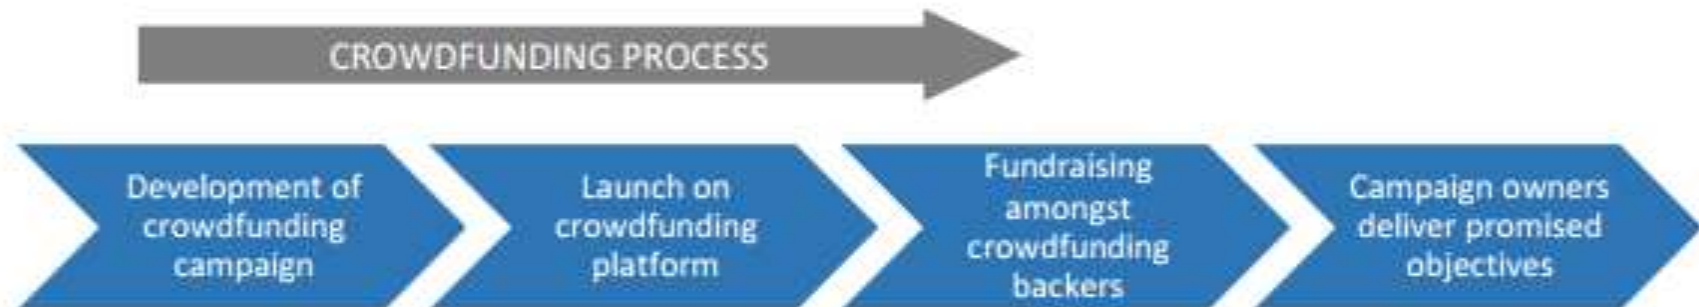 CROWDFUNDING PROCESS
Development of
crowdfunding
campaign
Launch on
crowdfunding
platform
Fundraising
amongst
crowdfunding
backers
Campaign owners
deliver promised
objectives